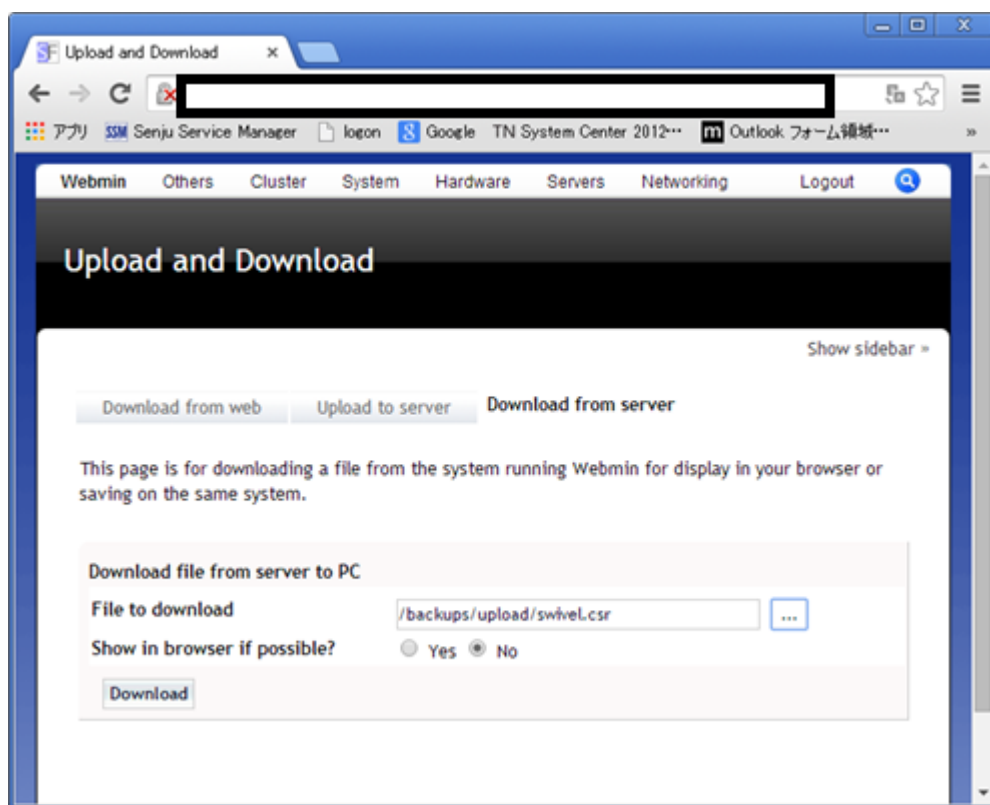 Upload and Download
アプリ SSM Senju Service Manager logon 8 Google TN System Center 2012… m Outlook フォーム領域… »
Webmin Others Cluster System Hardware Servers Networking Logout
Upload and Download
Show sidebar »
Download from web Upload to server Download from server
This page is for downloading a file from the system running Webmin for display in your browser or
saving on the same system.
Download file from server to PC
File to download /backups/upload/swivel.csr ...
Show in browser if possible? Yes No
Download